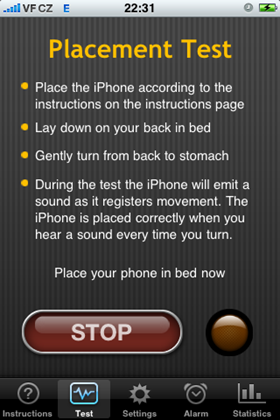 VF CZ E 22:31
Placement Test
Place the iPhone according to the
instructions on the instructions page
Lay down on your back in bed
Gently turn from back to stomach
During the test the iPhone will emit a
sound as it registers movement. The
iPhone is placed correctly when you
hear a sound every time you turn.
Place your phone in bed now
STOP
Instructions Test Settings Alarm Statistics